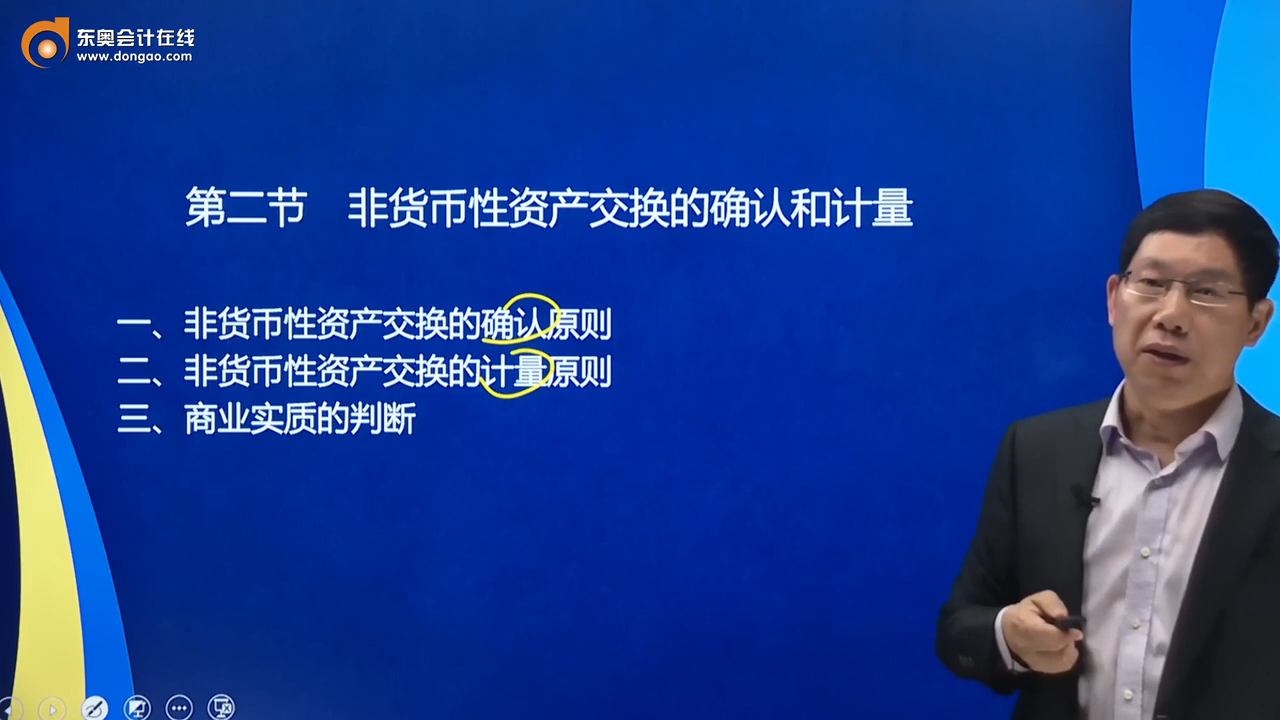 东奥会计在线
www.dongao.com
第二节 非货币性资产交换的确认和计量
一、非货币性资产交换的确认原则
二、非货币性资产交换的计量原则
三、商业实质的判断